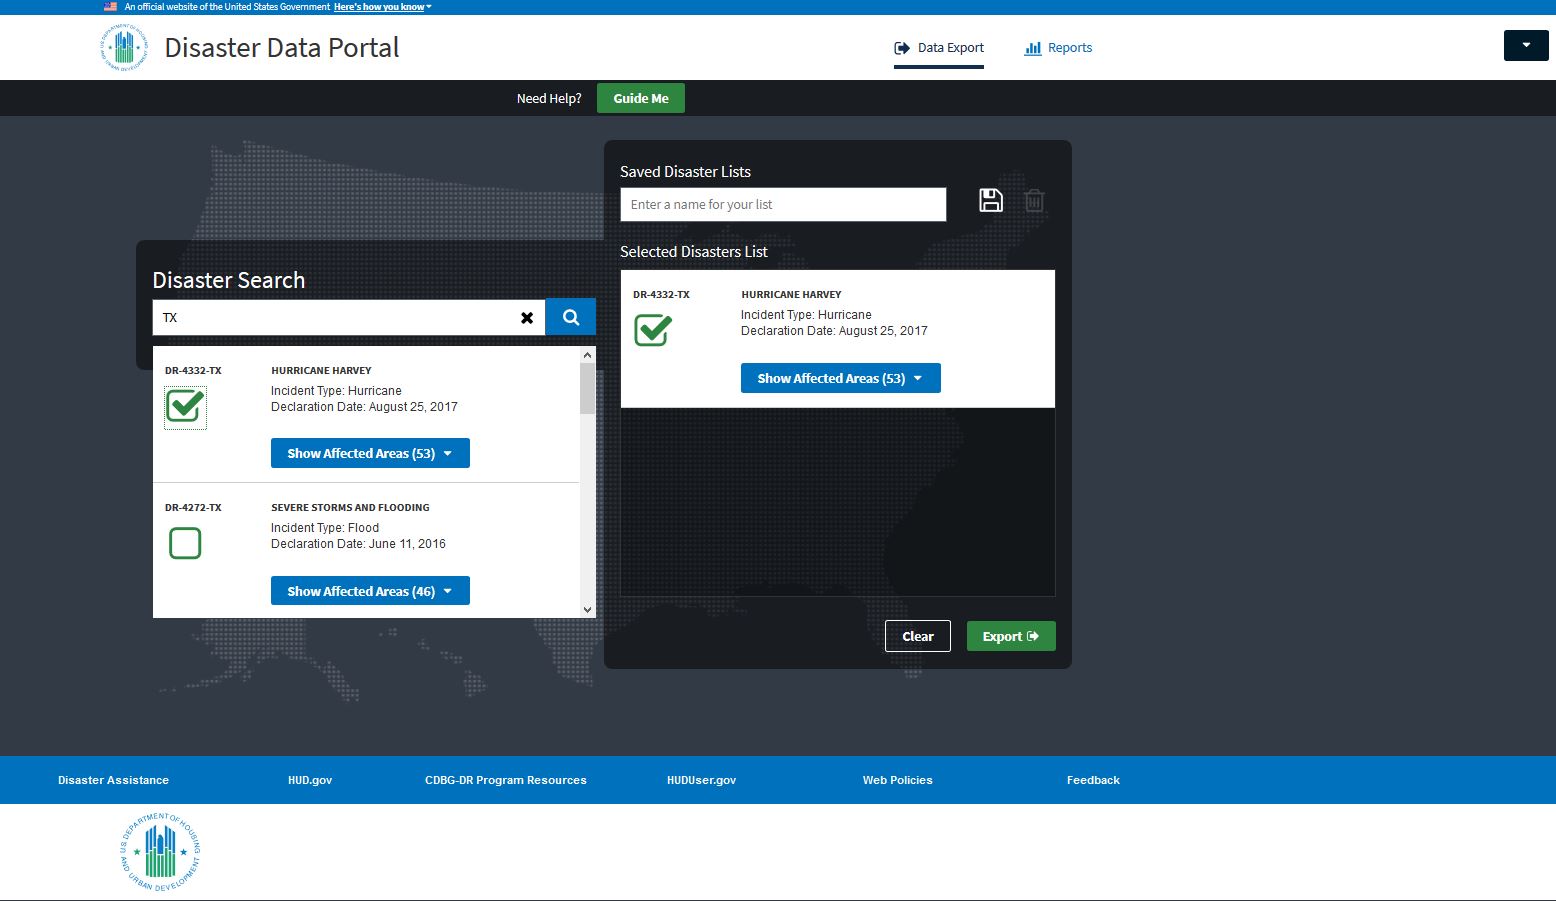 An official website of the United States Government Here's how you know
Disaster Data Portal
Data Export
Reports
Need Help?
Guide Me
Saved Disaster Lists
Enter a name for your list
Selected Disasters List
DR-4332-TX
HURRICANE HARVEY
Incident Type: Hurricane
Declaration Date: August 25, 2017
Show Affected Areas (53)
Clear
Export
Disaster Search
TX
DR-4332-TX
HURRICANE HARVEY
Incident Type: Hurricane
Declaration Date: August 25, 2017
Show Affected Areas (53)
DR-4272-TX
SEVERE STORMS AND FLOODING
Incident Type: Flood
Declaration Date: June 11, 2016
Show Affected Areas (46)
Disaster Assistance
HUD.gov
CDBG-DR Program Resources
HUDUser.gov
Web Policies
Feedback
U.S. DEPARTMENT OF HOUSING
AND URBAN DEVELOPMENT